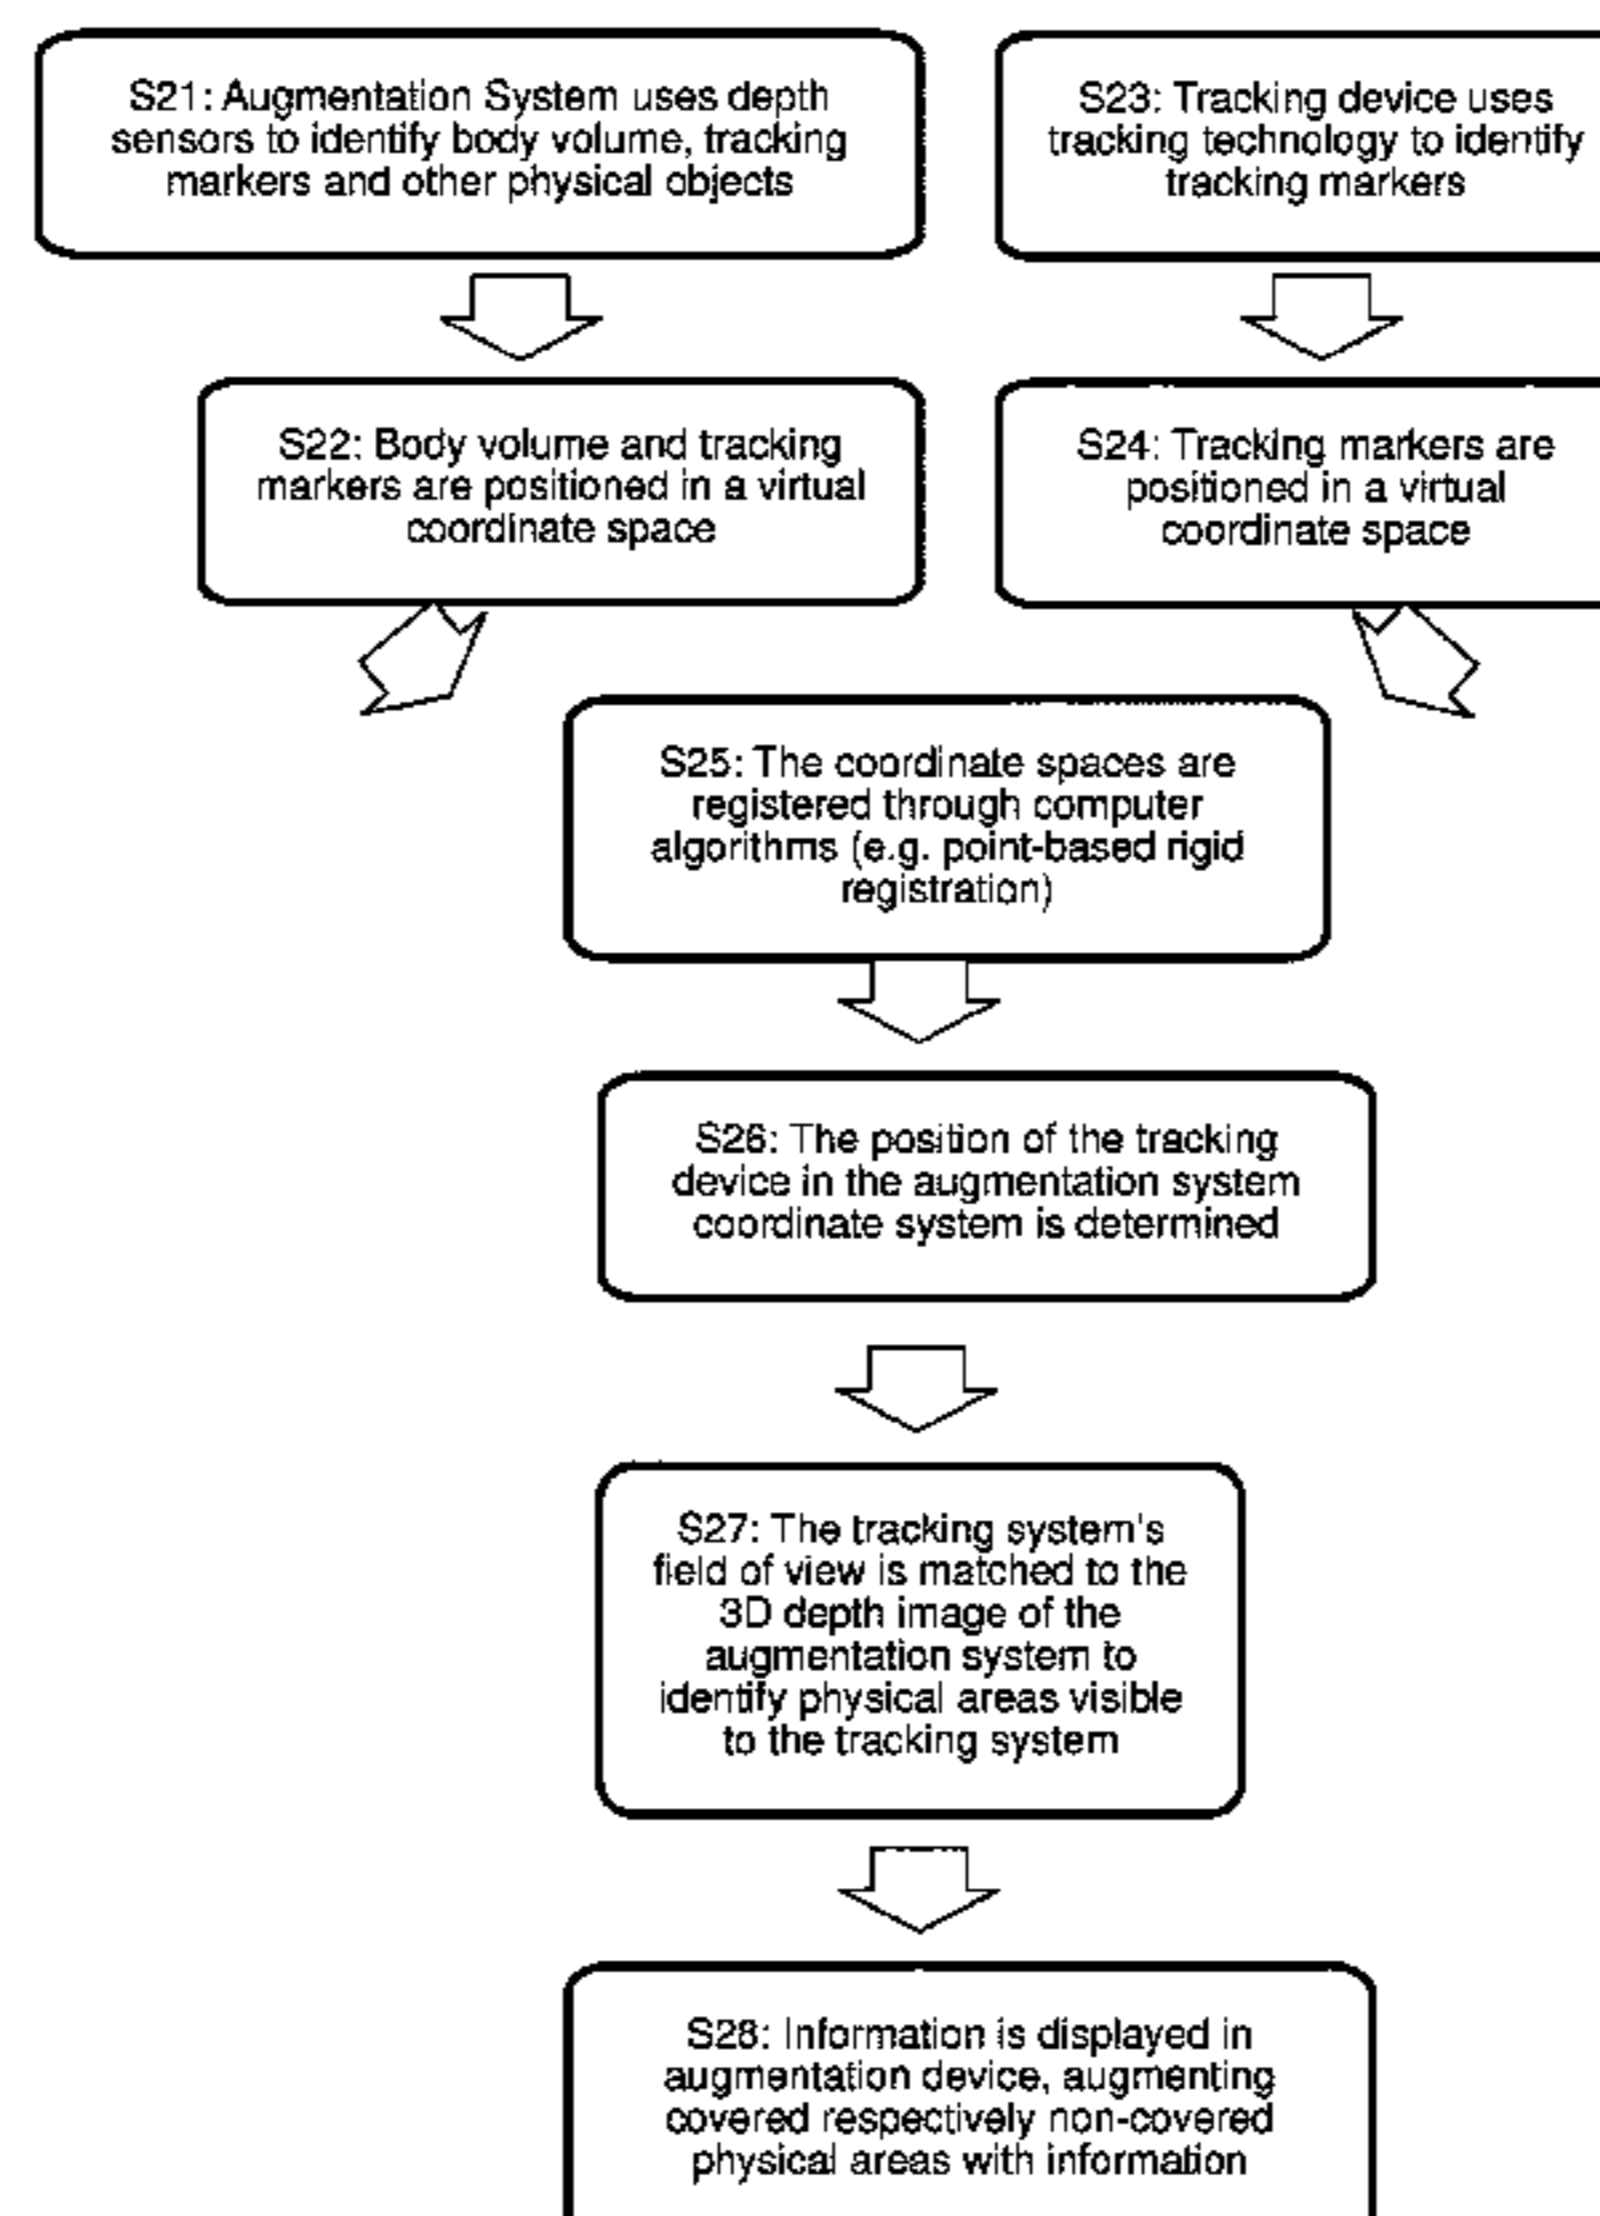 S21: Augmentation System uses depth
sensors to identify body volume, tracking
markers and other physical objects
S23: Tracking device uses
tracking technology to identify
tracking markers
S22: Body volume and tracking
markers are positioned in a virtual
coordinate space
S24: Tracking markers are
positioned in a virtual
coordinate space
S25: The coordinate spaces are
registered through computer
algorithms (e.g. point-based rigid
registration)
S26: The position of the tracking
device in the augmentation system
coordinate system is determined
S27: The tracking system's
field of view is matched to the
3D depth image of the
augmentation system to
identify physical areas visible
to the tracking system
S28: Information is displayed in
augmentation device, augmenting
covered respectively non-covered
physical areas with information